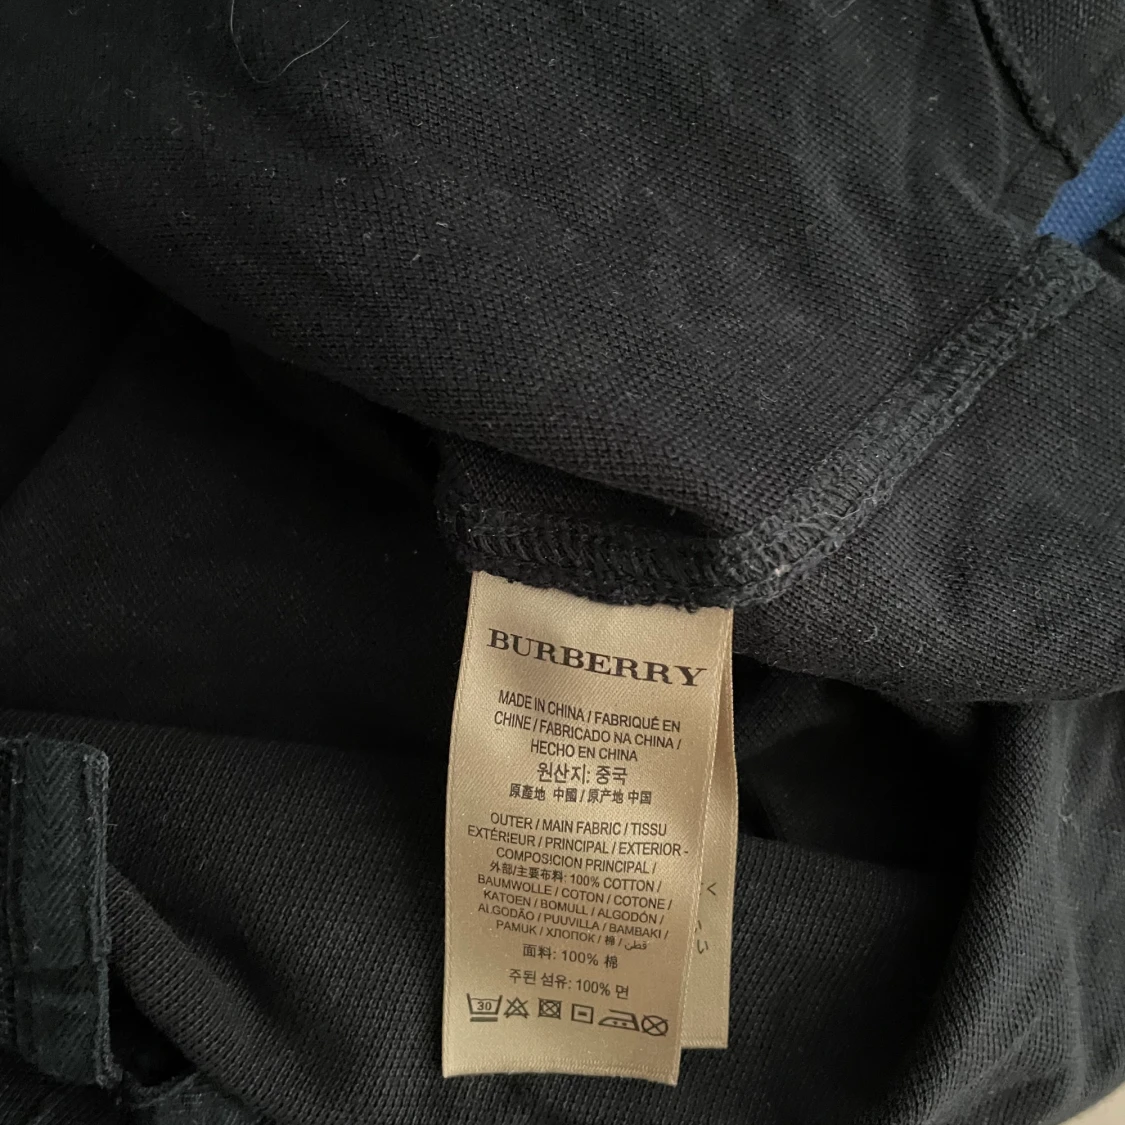 BURBERRY
MADE IN CHINA / FABRIQUÉ EN
CHINE / FABRICADO NA CHINA /
HECHO EN CHINA
원산지: 중국
原產地 中國 / 原产地 中国
OUTER / MAIN FABRIC / TISSU
EXTÉRIEUR / PRINCIPAL / EXTERIOR -
COMPOSICION PRINCIPAL /
外部/主要布料: 100% COTTON /
BAUMWOLLE / COTON / COTONE /
KATOEN / BOMULL / ALGODÓN /
ALGODÃO / PUUVILLA / BAMBAKI /
PAMUK / ХЛОПОК / 棉 / قطن
面料: 100% 棉
주된 섬유: 100% 면
30